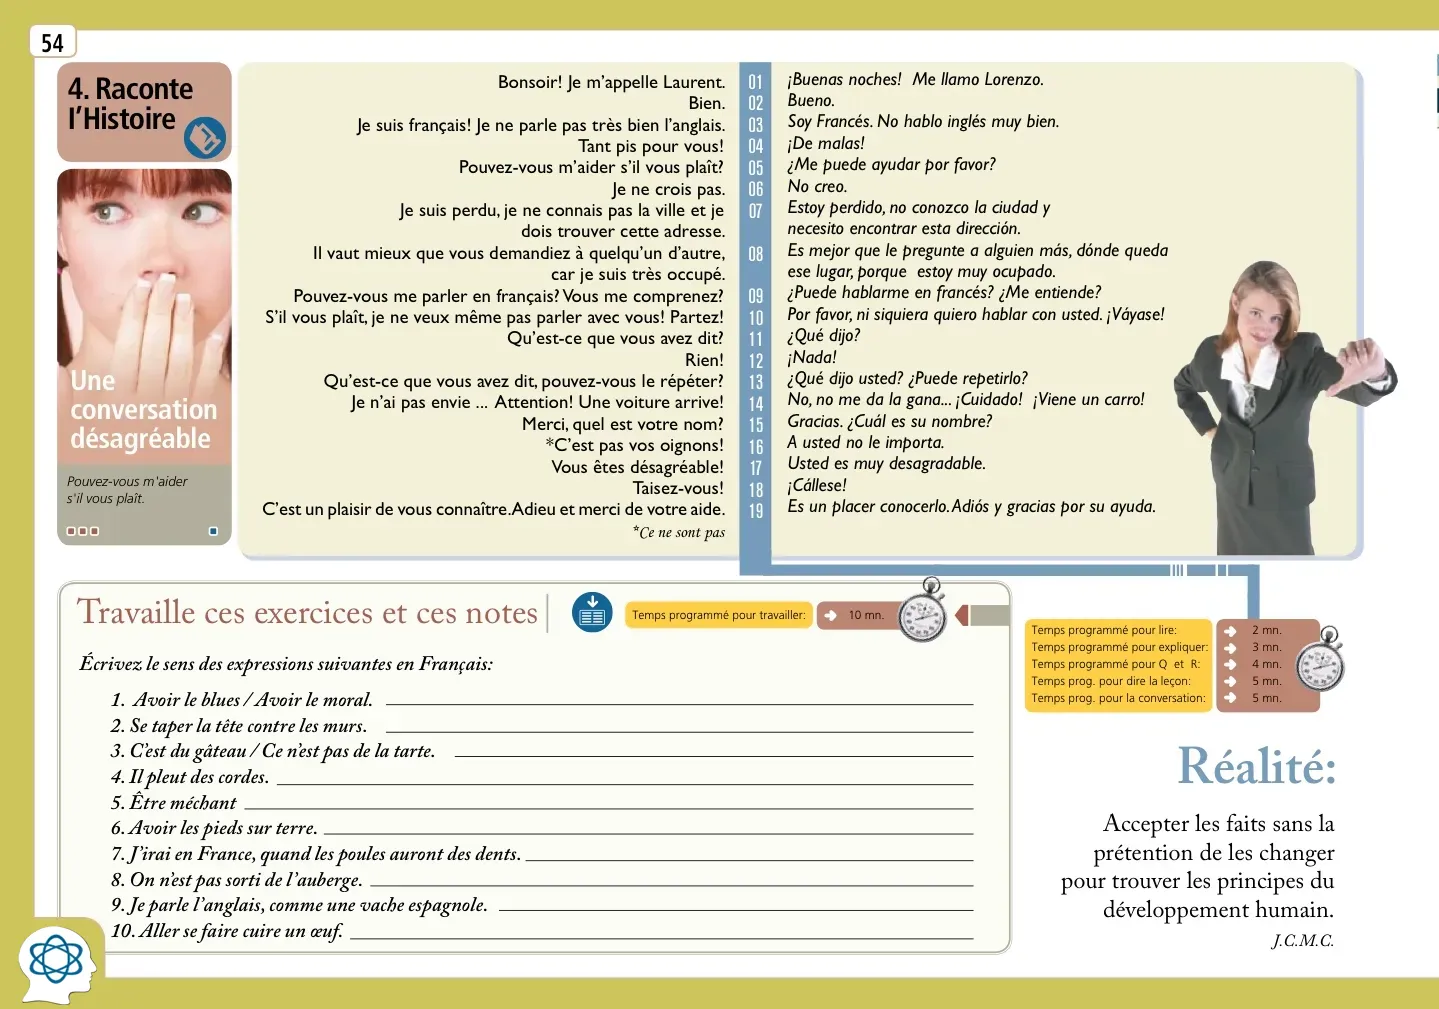 54
4. Raconte
l'Histoire
Une
conversation
désagréable
Pouvez-vous m'aider
s'il vous plaît.
Bonsoir! Je m'appelle Laurent.
Bien.
Je suis français! Je ne parle pas très bien l'anglais.
Tant pis pour vous!
Pouvez-vous m'aider s'il vous plaît?
Je ne crois pas.
Je suis perdu, je ne connais pas la ville et je
dois trouver cette adresse.
Il vaut mieux que vous demandiez à quelqu'un d'autre,
car je suis très occupé.
Pouvez-vous me parler en français? Vous me comprenez?
S'il vous plaît, je ne veux même pas parler avec vous! Partez!
Qu'est-ce que vous avez dit?
Rien!
Qu'est-ce que vous avez dit, pouvez-vous le répéter?
Je n'ai pas envie ... Attention! Une voiture arrive!
Merci, quel est votre nom?
*C'est pas vos oignons!
Vous êtes désagréable!
Taisez-vous!
C'est un plaisir de vous connaître.Adieu et merci de votre aide.
*Ce ne sont pas
01
02
03
04
05
06
07
08
09
10
11
12
13
14
15
16
17
18
19
¡Buenas noches! Me llamo Lorenzo.
Bueno.
Soy Francés. No hablo inglés muy bien.
¡De malas!
¿Me puede ayudar por favor?
No creo.
Estoy perdido, no conozco la ciudad y
necesito encontrar esta dirección.
Es mejor que le pregunte a alguien más, dónde queda
ese lugar, porque estoy muy ocupado.
¿Puede hablarme en francés? ¿Me entiende?
Por favor, ni siquiera quiero hablar con usted. ¡Váyase!
¿Qué dijo?
¡Nada!
¿Qué dijo usted? ¿Puede repetirlo?
No, no me da la gana... ¡Cuidado! ¡Viene un carro!
Gracias. ¿Cuál es su nombre?
A usted no le importa.
Usted es muy desagradable.
¡Cállese!
Es un placer conocerlo. Adiós y gracias por su ayuda.
Travaille ces exercices et ces notes
Temps programmé pour travailler:
10 mn.
Écrivez le sens des expressions suivantes en Français:
1. Avoir le blues / Avoir le moral.
2. Se taper la tête contre les murs.
3. C'est du gâteau / Ce n'est pas de la tarte.
4. Il pleut des cordes.
5. Être méchant
6. Avoir les pieds sur terre.
7. J'irai en France, quand les poules auront des dents.
8. On n'est pas sorti de l'auberge.
9. Je parle l'anglais, comme une vache espagnole.
10. Aller se faire cuire un œuf.
Temps programmé pour lire: 2 mn.
Temps programmé pour expliquer: 3 mn.
Temps programmé pour Q et R: 4 mn.
Temps prog. pour dire la leçon: 5 mn.
Temps prog. pour la conversation: 5 mn.
Réalité:
Accepter les faits sans la
prétention de les changer
pour trouver les principes du
développement humain.
J.C.M.C.